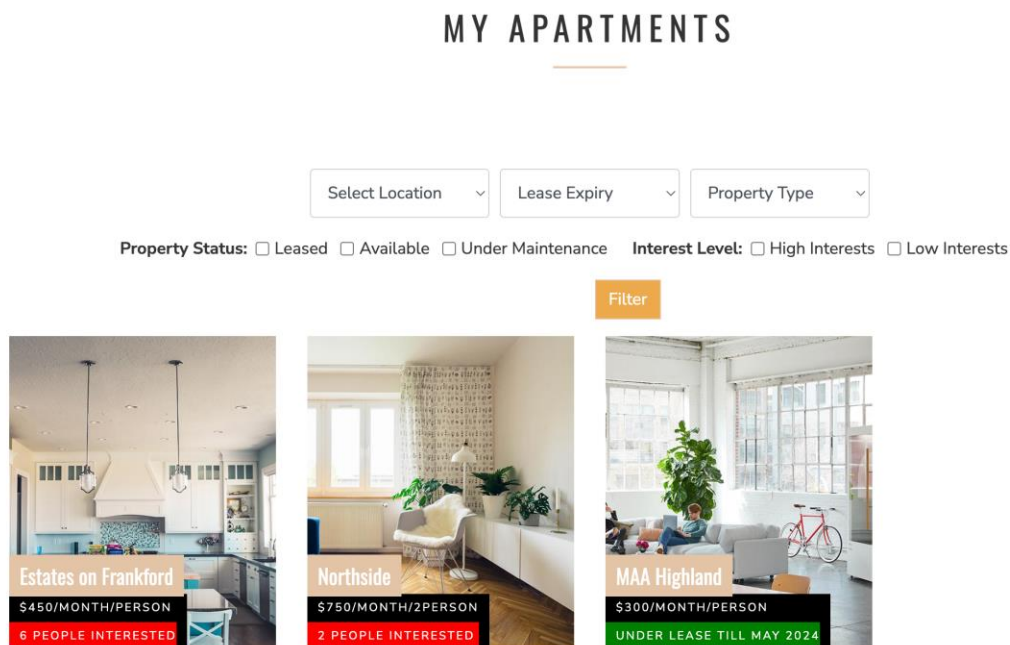 MY APARTMENTS
Select Location Lease Expiry Property Type
Property Status: Leased Available Under Maintenance Interest Level: High Interests Low Interests
Filter
Estates on Frankford
$450/MONTH/PERSON
6 PEOPLE INTERESTED
Northside
$750/MONTH/2PERSON
2 PEOPLE INTERESTED
MAA Highland
$300/MONTH/PERSON
UNDER LEASE TILL MAY 2024